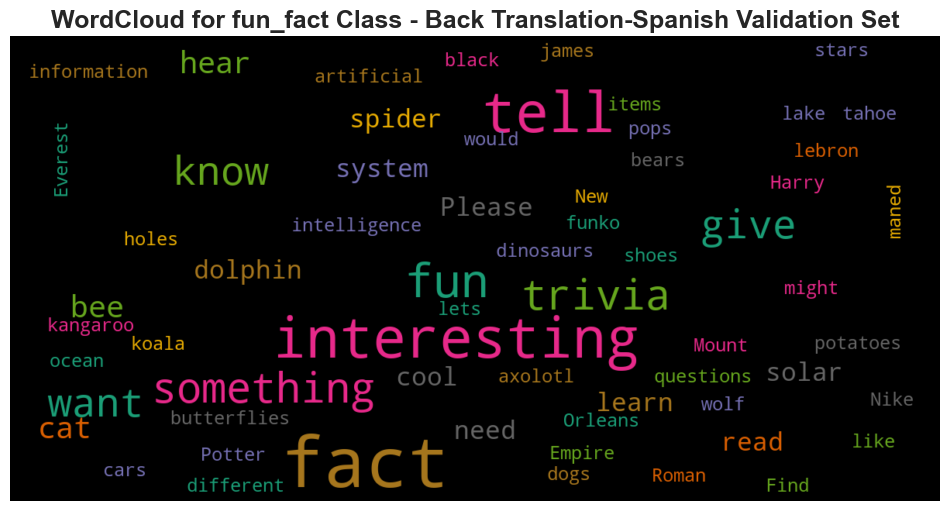 WordCloud for fun_fact Class - Back Translation-Spanish Validation Set
james
stars
black
hear
information
artificial
items
tell
spider
lake
tahoe
pops
would
lebron
Everest
bears
know
system
Harry
New
maned
Please
intelligence
funko
give
holes
dinosaurs
shoes
dolphin
fun
might
trivia
bee
lets
kangaroo
interesting
koala
Mount
potatoes
ocean
cool
axolotl
questions
solar
something
want
learn
wolf
Nike
butterflies
Orleans
cat
need
read
like
Potter
Empire
fact
cars
dogs
Roman
different
Find